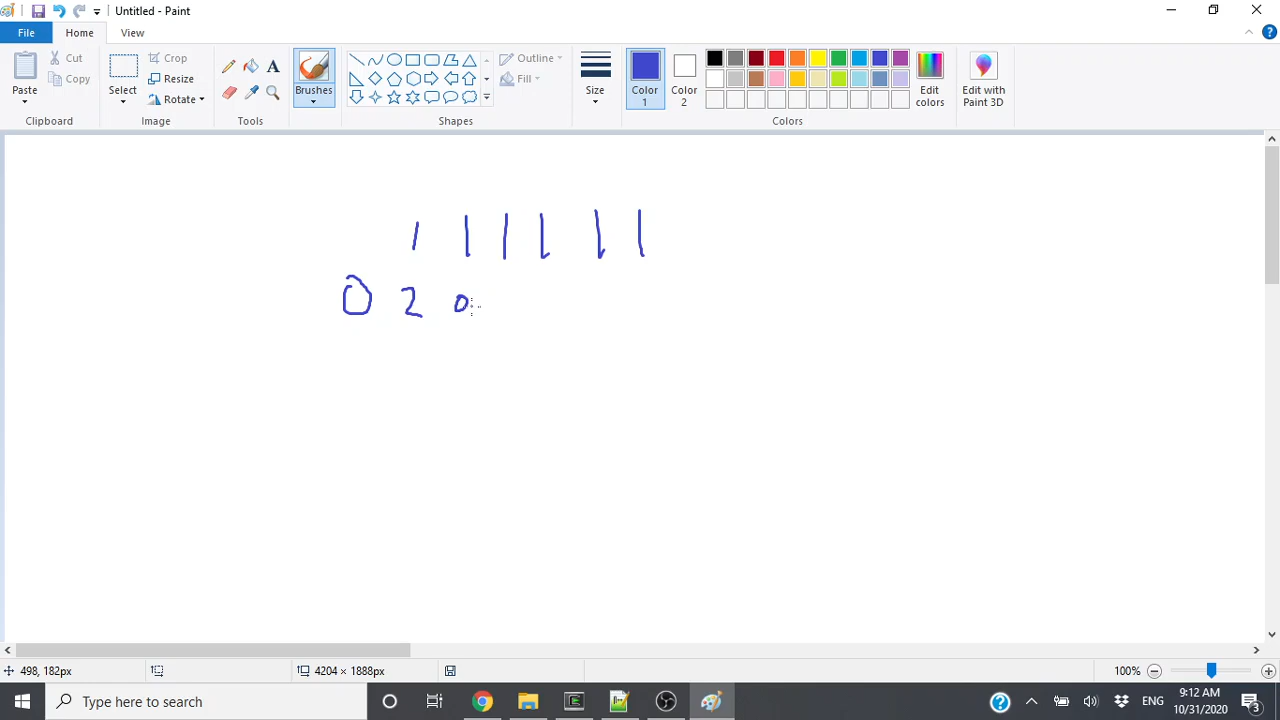 Untitled - Paint
File Home View
Paste
Cut
Copy
Clipboard
Select
Crop
Resize
Rotate
Image
A
Tools
Brushes
Outline
Fill
Shapes
Size
Color 1
Color 2
Edit colors
Colors
Edit with Paint 3D
1 1 1 1 1 1
0 2 0
498, 182px
4204 × 1888px
100%
Type here to search
ENG
9:12 AM
10/31/2020
3